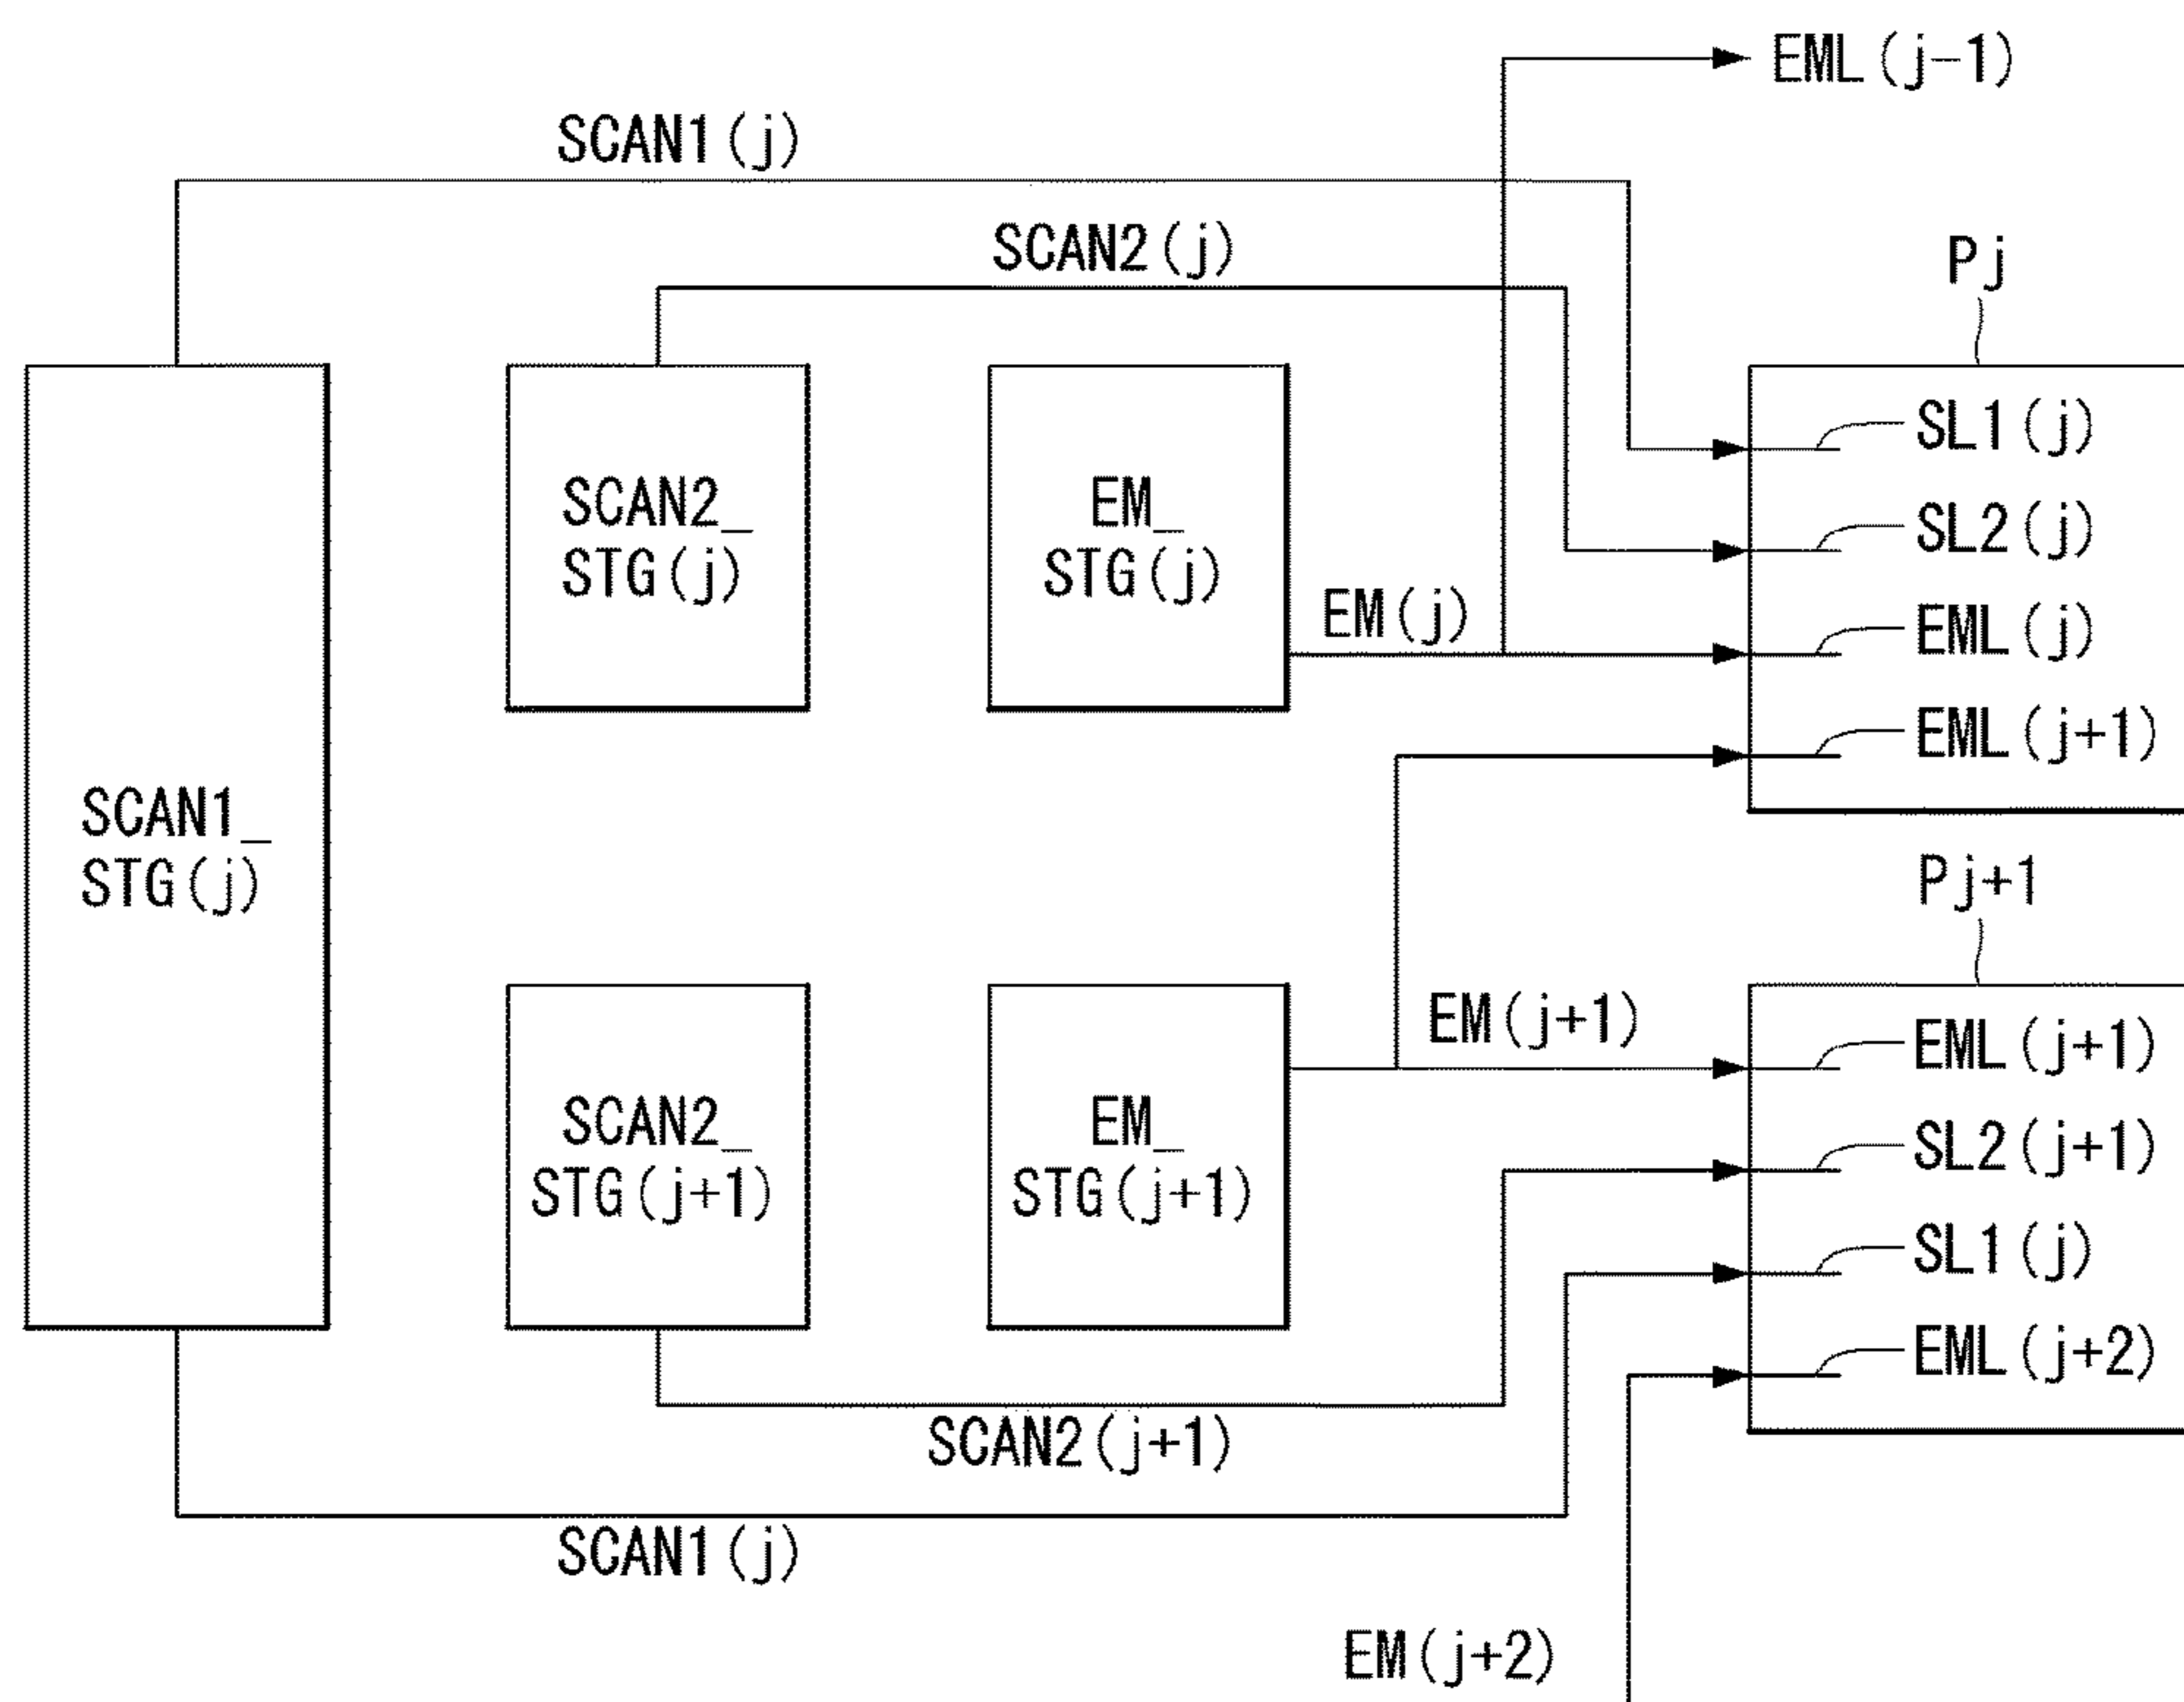 EML(j-1)
SCAN1(j)
SCAN2(j)
Pj
SCAN1_
STG(j)
SCAN2_
STG(j)
EM_
STG(j)
EM(j)
SL1(j)
SL2(j)
EML(j)
EML(j+1)
Pj+1
SCAN2_
STG(j+1)
EM_
STG(j+1)
EM(j+1)
EML(j+1)
SL2(j+1)
SL1(j)
EML(j+2)
SCAN2(j+1)
SCAN1(j)
EM(j+2)